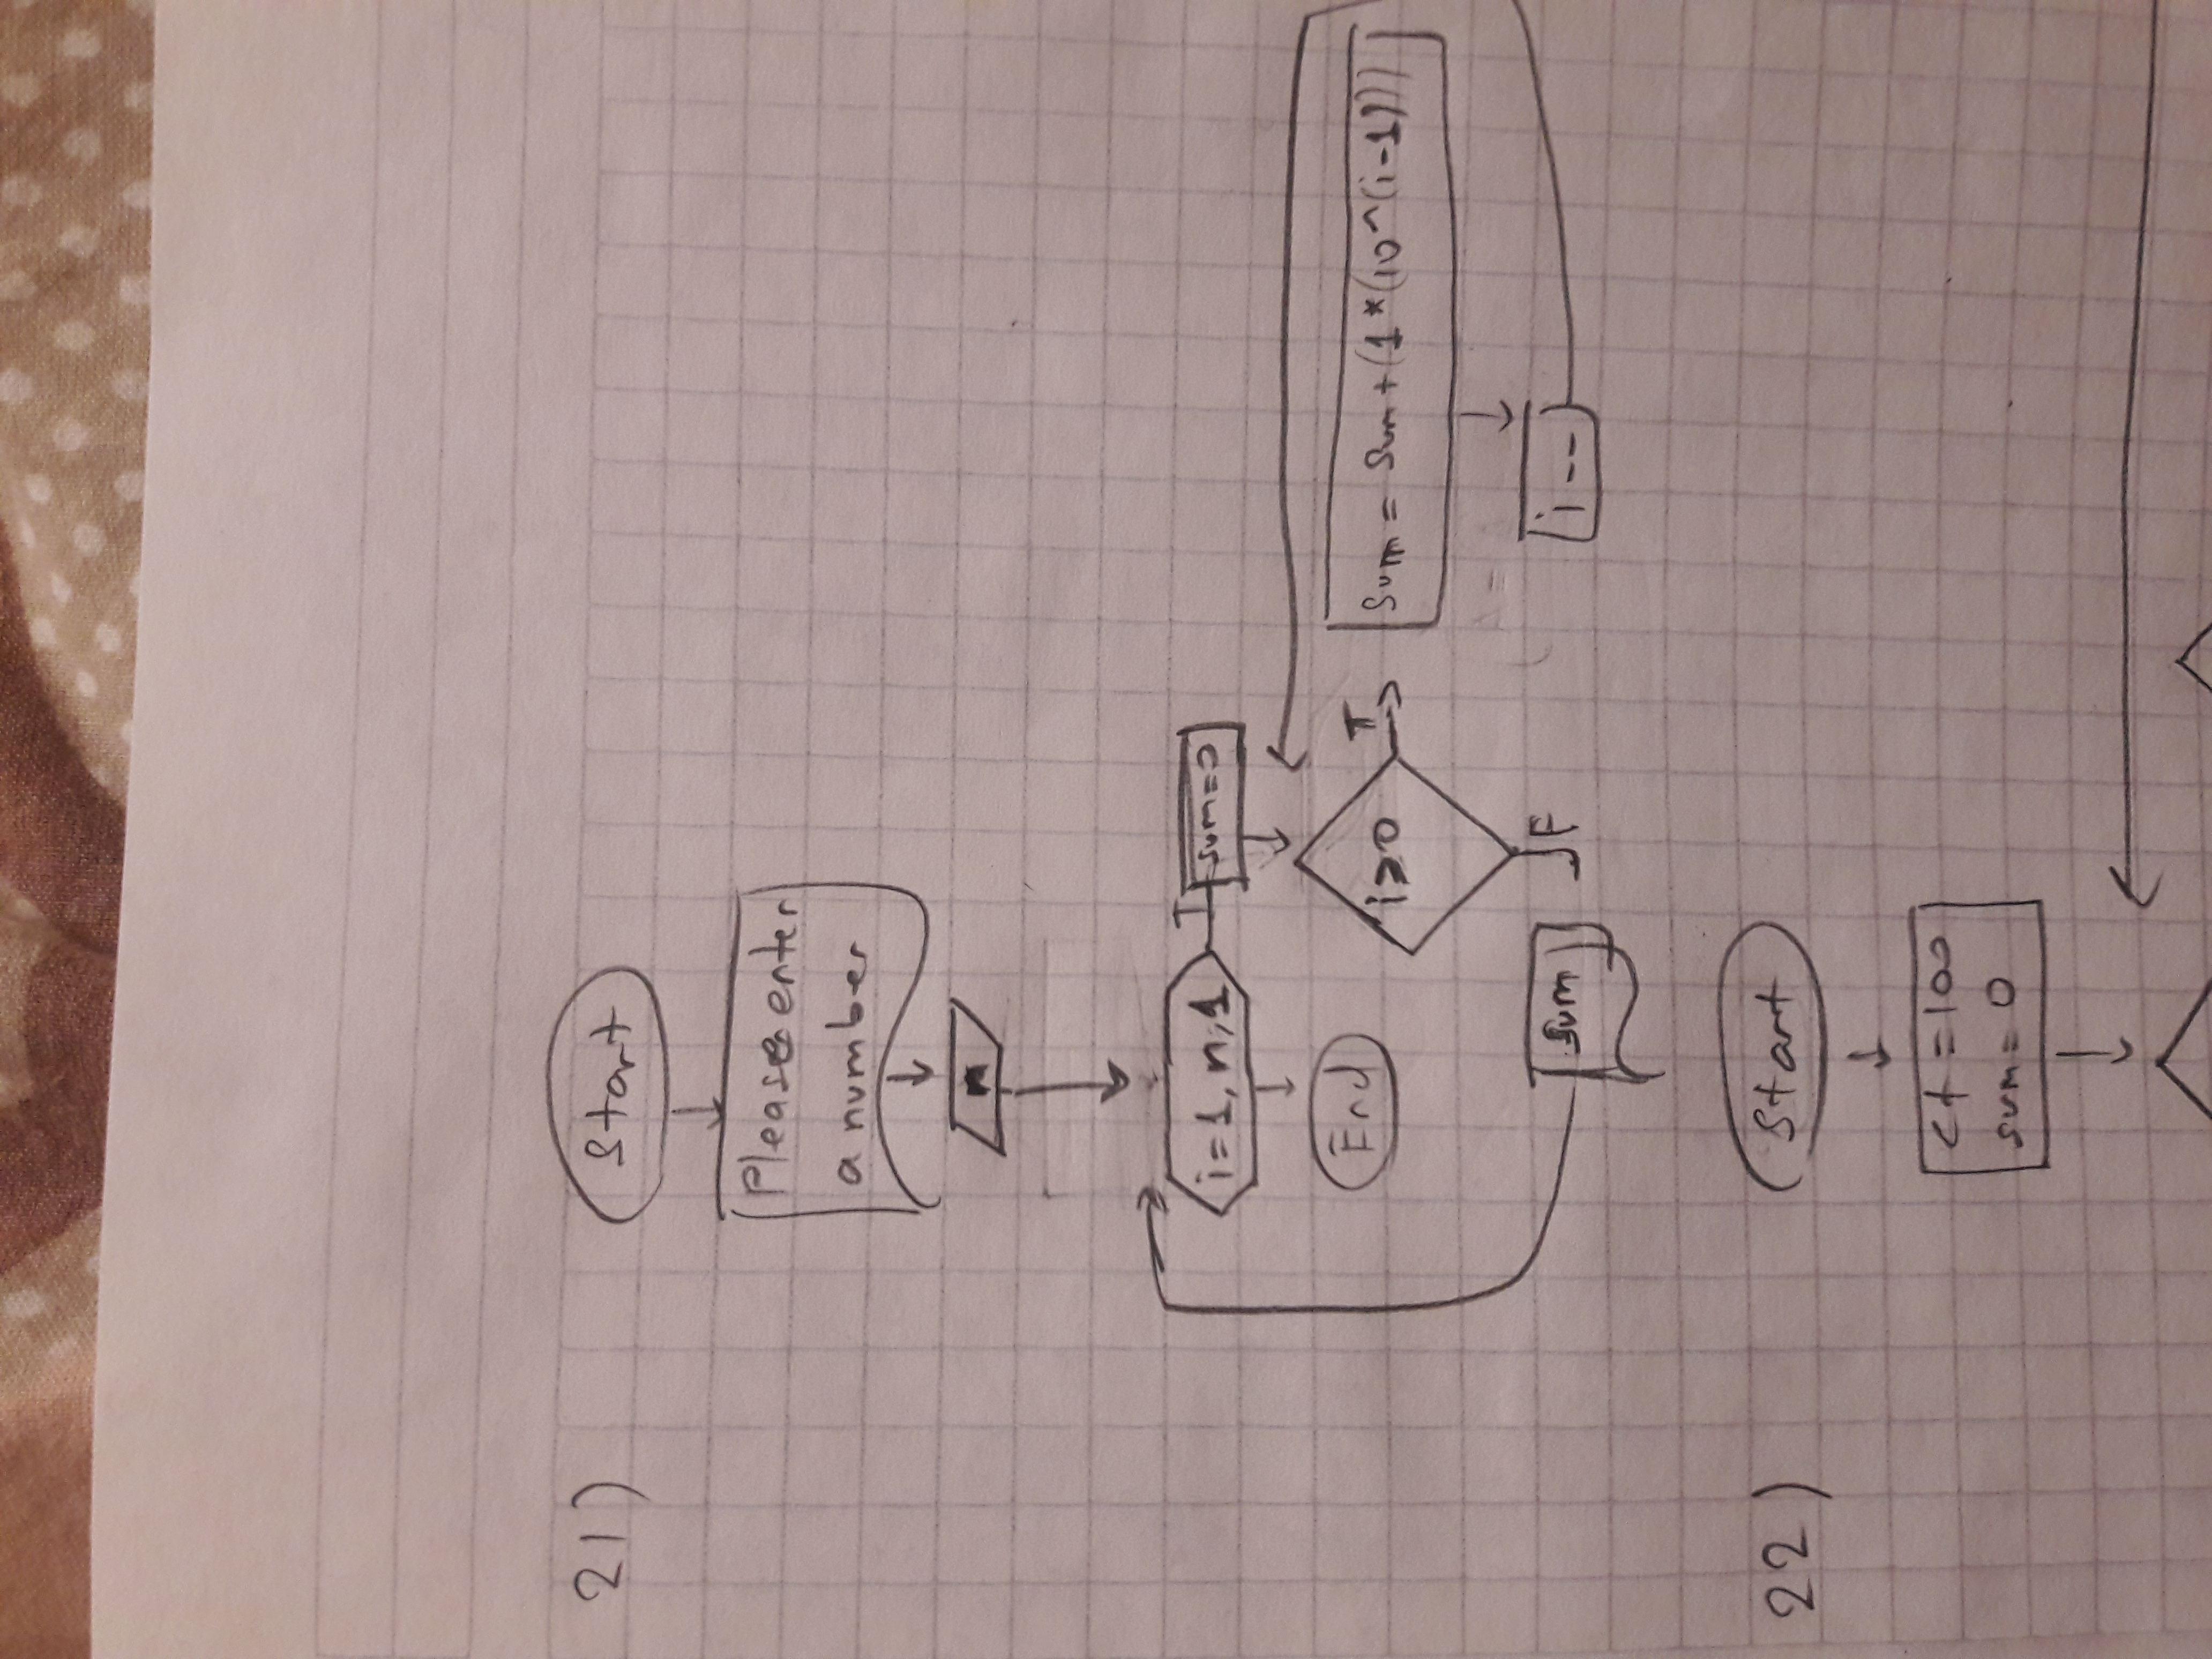 21)
Start
Please enter
a number
n
i=1, n, 1
T
sum=0
End
i>0
T
Sum = Sum+(1*(10^(i-1)))
F
sum
i--
22)
Start
ct =100
sum= 0